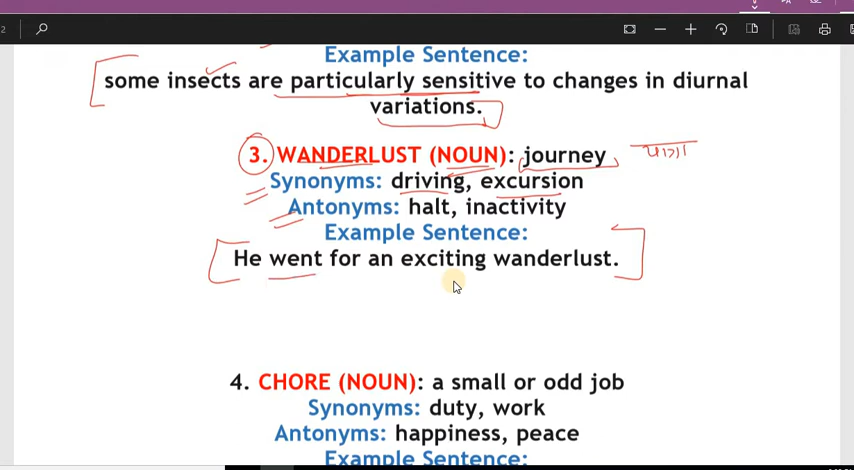 Example Sentence:
some insects are particularly sensitive to changes in diurnal
variations.
3. WANDERLUST (NOUN): journey, यात्रा
Synonyms: driving, excursion
Antonyms: halt, inactivity
Example Sentence:
He went for an exciting wanderlust.
4. CHORE (NOUN): a small or odd job
Synonyms: duty, work
Antonyms: happiness, peace
Example Sentence: